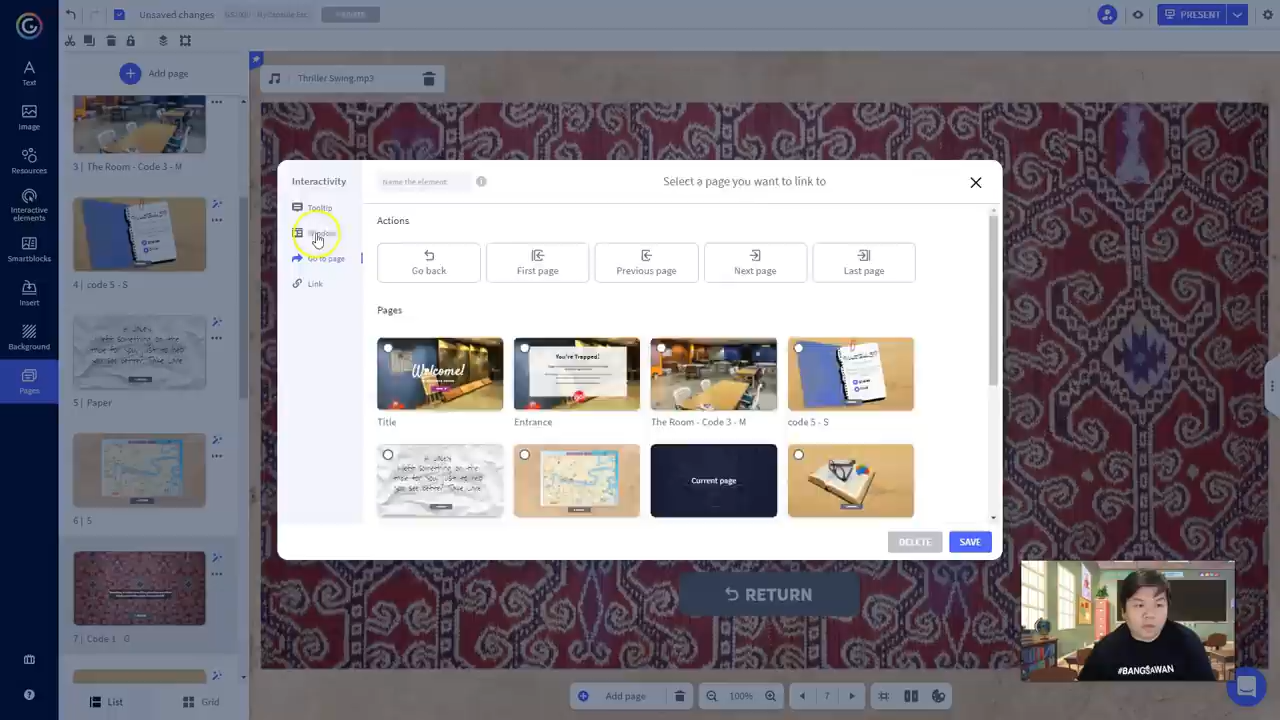 Unsaved changes
PRESENT
Text
Image
Resources
Interactive
elements
Smartblocks
Insert
Background
Pages
Add page
3 | The Room - Code 3 - M
4 | code 5 - S
5 | Paper
6 | 5
7 | Code 1 - O
List
Grid
Thriller Swing.mp3
Interactivity
Tooltip
Window
Go to page
Link
Name the element
Select a page you want to link to
Actions
Go back
First page
Previous page
Next page
Last page
Pages
Welcome!
You're Trapped!
Title
Entrance
The Room - Code 3 - M
code 5 - S
Current page
DELETE
SAVE
RETURN
#BANGSAWAN
Add page
100%
7